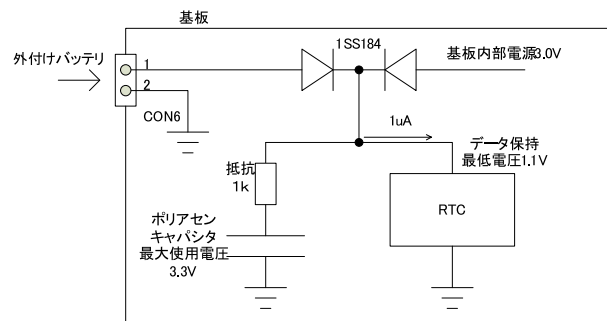 基板
1SS184
外付けバッテリ
1
基板内部電源3.0V
2
CON6
1uA
データ保持
最低電圧1.1V
抵抗
1k
RTC
ポリアセン
キャパシタ
最大使用電圧
3.3V